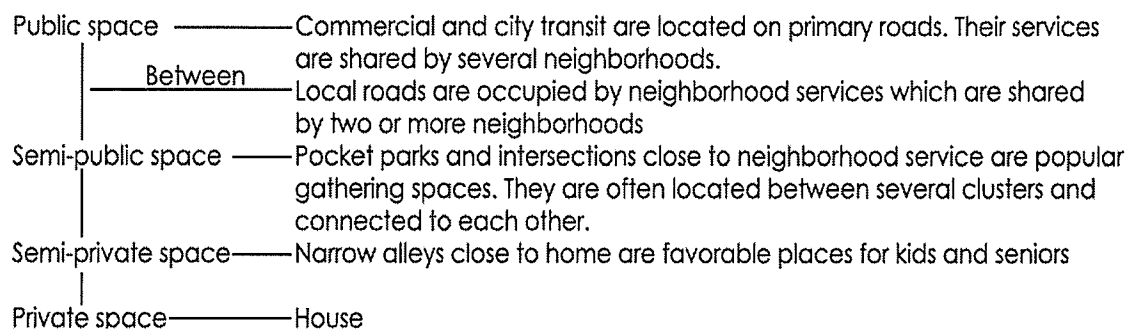 Public space Commercial and city transit are located on primary roads. Their services
are shared by several neighborhoods.
Between
Local roads are occupied by neighborhood services which are shared
by two or more neighborhoods
Semi-public space Pocket parks and intersections close to neighborhood service are popular
gathering spaces. They are often located between several clusters and
connected to each other.
Semi-private space Narrow alleys close to home are favorable places for kids and seniors
Private space House